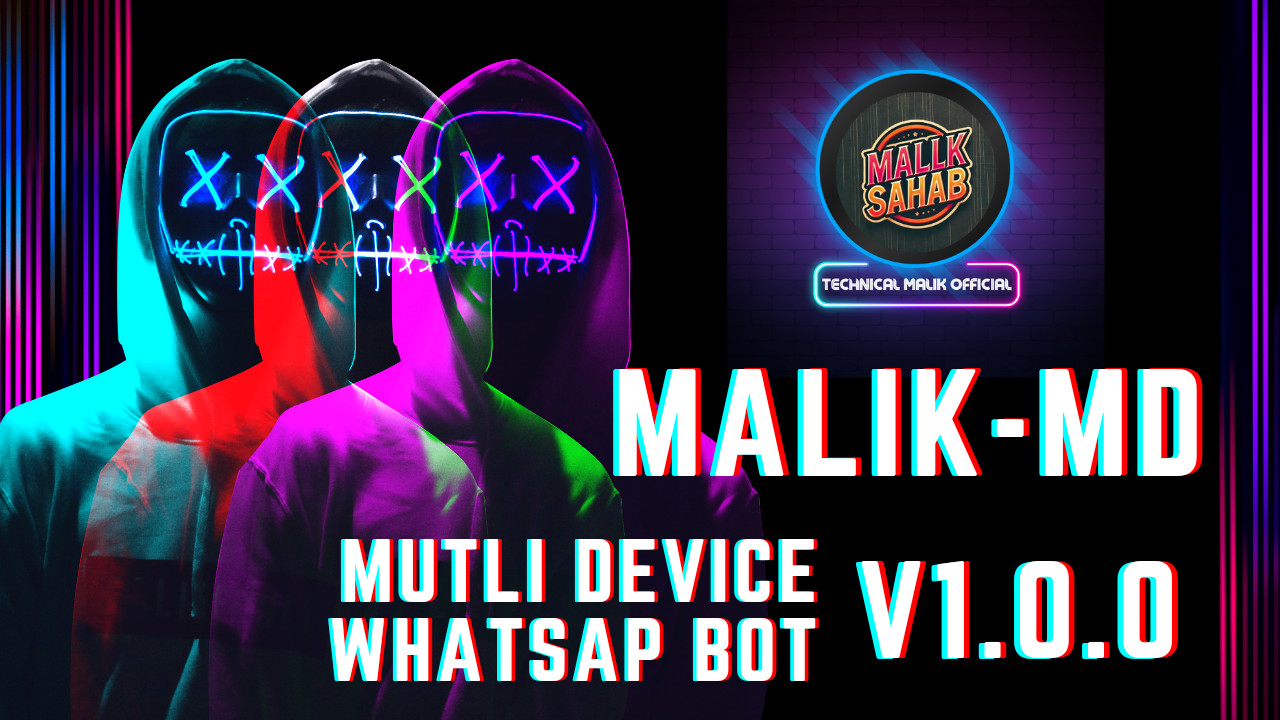 MALLK
SAHAB
TECHNICAL MALIK OFFICIAL
MALIK-MD
MUTLI DEVICE
WHATSAP BOT
V1.0.0